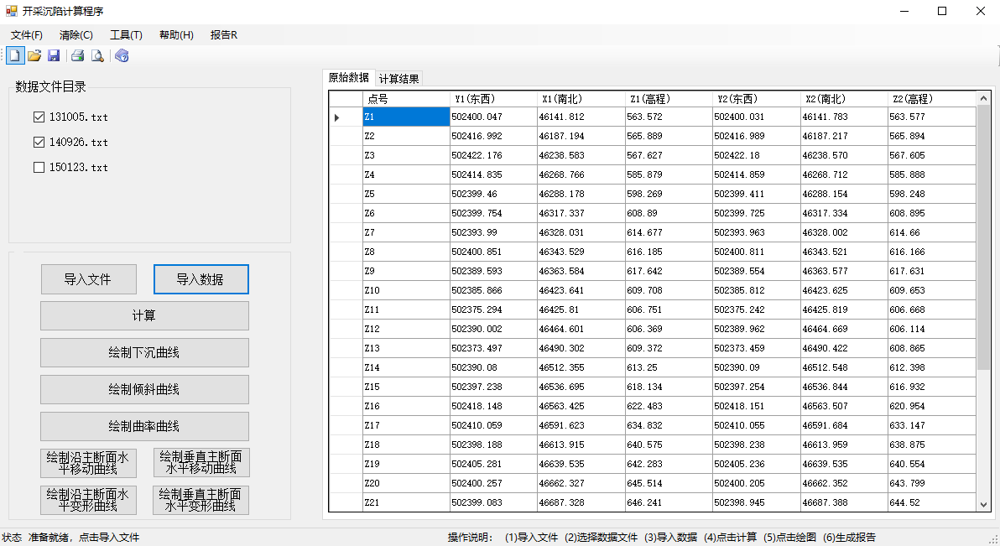 开采沉陷计算程序
文件(F) 清除(C) 工具(T) 帮助(H) 报告R
数据文件目录
131005.txt
140926.txt
150123.txt
导入文件 导入数据
计算
绘制下沉曲线
绘制倾斜曲线
绘制曲率曲线
绘制沿主断面水
平移动曲线
绘制垂直主断面
水平移动曲线
绘制沿主断面水
平变形曲线
绘制垂直主断面
水平变形曲线
原始数据 计算结果
点号 Y1(东西) X1(南北) Z1(高程) Y2(东西) X2(南北) Z2(高程)
Z1 502400.047 46141.812 563.572 502400.031 46141.783 563.577
Z2 502416.992 46187.194 565.889 502416.989 46187.217 565.894
Z3 502422.176 46238.583 567.627 502422.18 46238.570 567.605
Z4 502414.835 46268.766 585.879 502414.859 46268.712 585.888
Z5 502399.46 46288.178 598.269 502399.411 46288.154 598.248
Z6 502399.754 46317.337 608.89 502399.725 46317.334 608.895
Z7 502393.99 46328.031 614.677 502393.963 46328.002 614.66
Z8 502400.851 46343.529 616.185 502400.811 46343.521 616.166
Z9 502389.593 46363.584 617.642 502389.554 46363.577 617.631
Z10 502385.866 46423.641 609.708 502385.812 46423.625 609.653
Z11 502375.294 46425.81 606.751 502375.242 46425.819 606.668
Z12 502390.002 46464.601 606.369 502389.962 46464.669 606.114
Z13 502373.497 46490.302 609.372 502373.459 46490.422 608.865
Z14 502390.08 46512.355 613.25 502390.09 46512.548 612.398
Z15 502397.238 46536.695 618.134 502397.254 46536.844 616.932
Z16 502418.148 46563.425 622.483 502418.151 46563.507 620.954
Z17 502410.059 46591.623 634.832 502410.055 46591.684 633.147
Z18 502398.188 46613.915 640.575 502398.238 46613.959 638.875
Z19 502405.281 46639.535 642.283 502405.236 46639.535 640.554
Z20 502400.257 46662.327 645.514 502400.205 46662.352 643.799
Z21 502399.083 46687.328 646.241 502398.945 46687.388 644.52
状态 准备就绪，点击导入文件 操作说明： (1)导入文件 (2)选择数据文件 (3)导入数据 (4)点击计算 (5)点击绘图 (6)生成报告